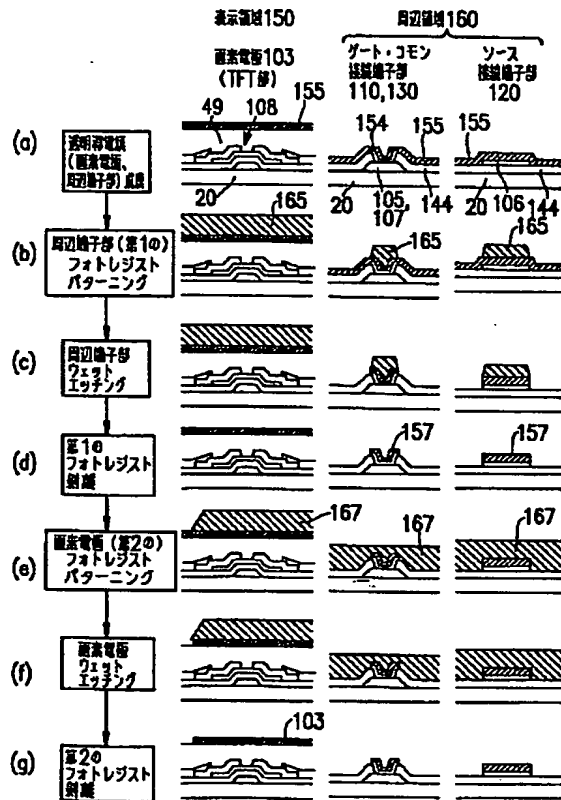 表示領域150
周辺領域160
画素電極103
(TFT部)
ゲート・コモン
接続端子部
110,130
ソース
接続端子部
120
(a)
透明導電膜
(画素電極、
周辺端子部)成膜
49
108
155
20
154
155
20
105,
107
144
155
20
106
144
(b)
周辺端子部(第1の)
フォトレジスト
パターニング
165
165
165
(c)
周辺端子部
ウェット
エッチング
(d)
第1の
フォトレジスト
剥離
157
157
(e)
画素電極(第2の)
フォトレジスト
パターニング
167
167
167
(f)
画素電極
ウェット
エッチング
(g)
第2の
フォトレジスト
剥離
103